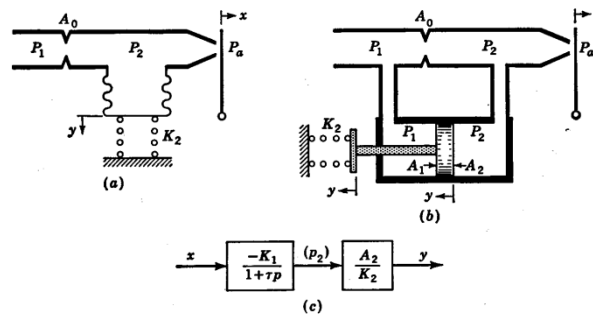 A₀ x
P₁ P₂ Pₐ
y K₂
(a)
A₀
P₁ P₂ Pₐ
K₂ P₁ P₂
A₁ A₂
y y
(b)
x -K₁ / 1 + τp (p₂) A₂ / K₂ y
(c)